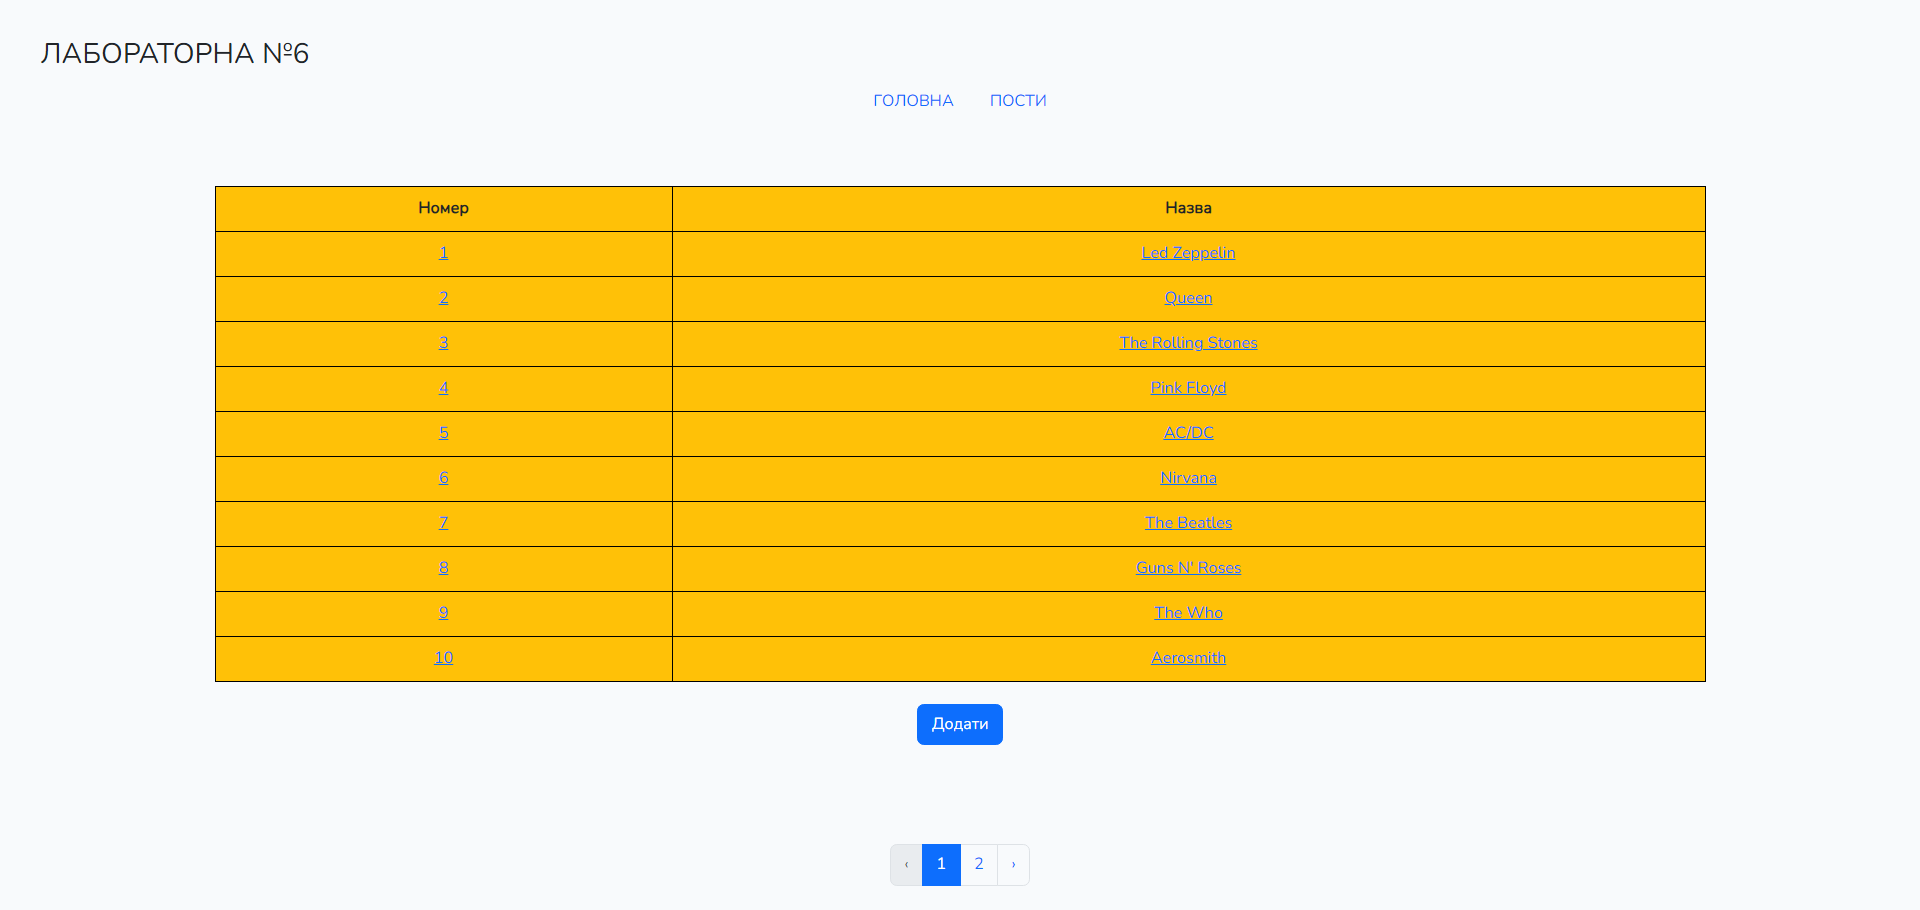 ЛАБОРАТОРНА №6
ГОЛОВНА ПОСТИ
Номер Назва
1 Led Zeppelin
2 Queen
3 The Rolling Stones
4 Pink Floyd
5 AC/DC
6 Nirvana
7 The Beatles
8 Guns N' Roses
9 The Who
10 Aerosmith
Додати
‹ 1 2 ›